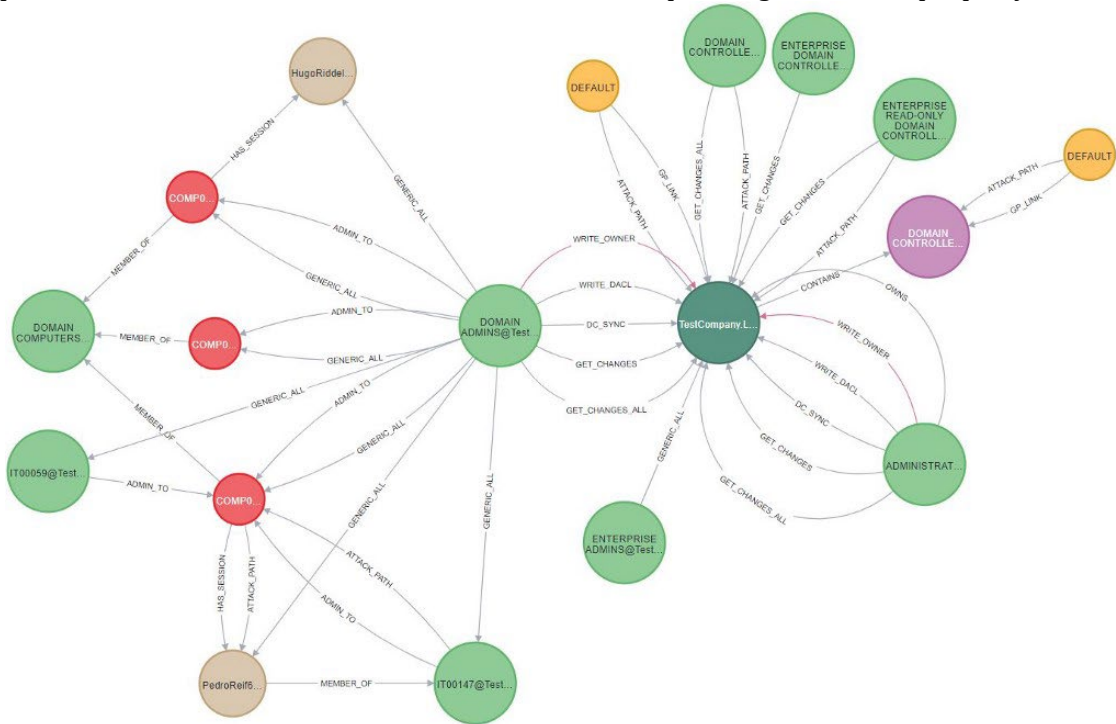 HugoRiddel...
HAS_SESSION
COMP0...
MEMBER_OF
GENERIC_ALL
ADMIN_TO
GENERIC_ALL
DOMAIN
COMPUTERS...
MEMBER_OF
COMP0...
ADMIN_TO
GENERIC_ALL
GENERIC_ALL
MEMBER_OF
ADMIN_TO
GENERIC_ALL
IT00059@Test...
ADMIN_TO
COMP0...
GENERIC_ALL
GENERIC_ALL
HAS_SESSION
ATTACK_PATH
ATTACK_PATH
ADMIN_TO
PedroReif6...
MEMBER_OF
IT00147@Test...
DOMAIN
ADMINS@Test...
WRITE_OWNER
WRITE_DACL
DC_SYNC
GET_CHANGES
GET_CHANGES_ALL
DEFAULT
ATTACK_PATH
GP_LINK
DOMAIN
CONTROLLE...
GET_CHANGES_ALL
ATTACK_PATH
ENTERPRISE
DOMAIN
CONTROLLE...
GET_CHANGES
ENTERPRISE
READ-ONLY
DOMAIN
CONTROLL...
GET_CHANGES
ATTACK_PATH
DEFAULT
ATTACK_PATH
GP_LINK
DOMAIN
CONTROLLE...
CONTAINS
TestCompany.L...
OWNS
WRITE_OWNER
WRITE_DACL
DC_SYNC
GET_CHANGES
GET_CHANGES_ALL
ADMINISTRAT...
GENERIC_ALL
ENTERPRISE
ADMINS@Test...